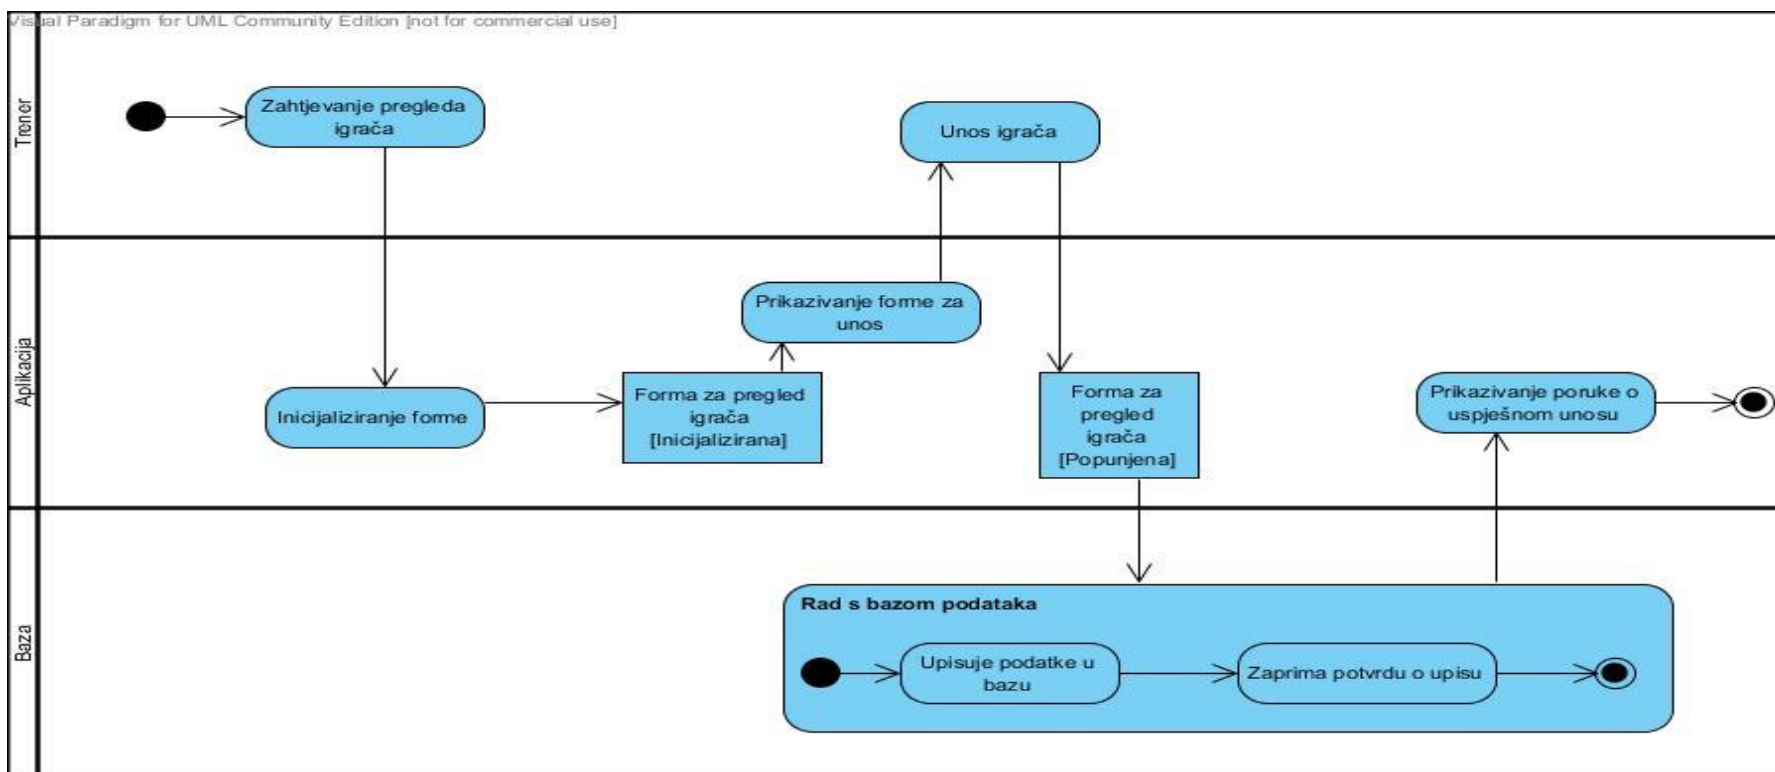 Visual Paradigm for UML Community Edition [not for commercial use]
Trener
Zahtjevanje pregleda
igrača
Unos igrača
Aplikacija
Inicijaliziranje forme
Forma za pregled
igrača
[Inicijalizirana]
Prikazivanje forme za
unos
Forma za
pregled
igrača
[Popunjena]
Prikazivanje poruke o
uspješnom unosu
Baza
Rad s bazom podataka
Upisuje podatke u
bazu
Zaprima potvrdu o upisu